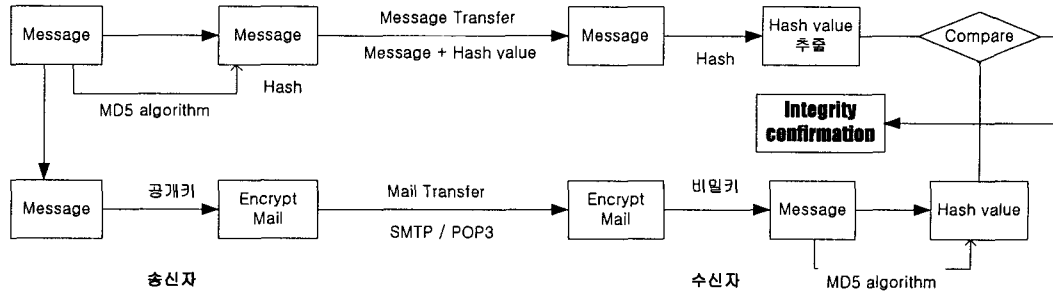 Message
Message
Message Transfer
Message + Hash value
Message
Hash
Hash value
추출
Compare
MD5 algorithm
Hash
Integrity
confirmation
Message
공개키
Encrypt
Mail
Mail Transfer
SMTP / POP3
Encrypt
Mail
비밀키
Message
Hash value
MD5 algorithm
송신자
수신자